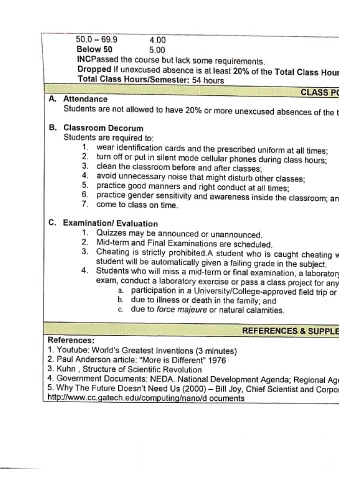 50.0 – 69.9 4.00
Below 50 5.00
INCPassed the course but lack some requirements.
Dropped If unexcused absence is at least 20% of the Total Class Hour
Total Class Hours/Semester: 54 hours
CLASS PO
A. Attendance
Students are not allowed to have 20% or more unexcused absences of the t
B. Classroom Decorum
Students are required to:
1. wear identification cards and the prescribed uniform at all times;
2. turn off or put in silent mode cellular phones during class hours;
3. clean the classroom before and after classes;
4. avoid unnecessary noise that might disturb other classes;
5. practice good manners and right conduct at all times;
6. practice gender sensitivity and awareness inside the classroom; an
7. come to class on time.
C. Examination/ Evaluation
1. Quizzes may be announced or unannounced.
2. Mid-term and Final Examinations are scheduled.
3. Cheating is strictly prohibited.A student who is caught cheating w
student will be automatically given a failing grade in the subject.
4. Students who will miss a mid-term or final examination, a laboratory
exam, conduct a laboratory exercise or pass a class project for any
a. participation in a University/College-approved field trip or
b. due to illness or death in the family; and
c. due to force majeure or natural calamities.
REFERENCES & SUPPLE
References:
1. Youtube: World's Greatest Inventions (3 minutes)
2. Paul Anderson article: "More is Different" 1976
3. Kuhn , Structure of Scientific Revolution
4. Government Documents: NEDA. National Development Agenda; Regional Age
5. Why The Future Doesn't Need Us (2000) – Bill Joy, Chief Scientist and Corpo
http://www.cc.gatech.edu/computing/nano/d ocuments